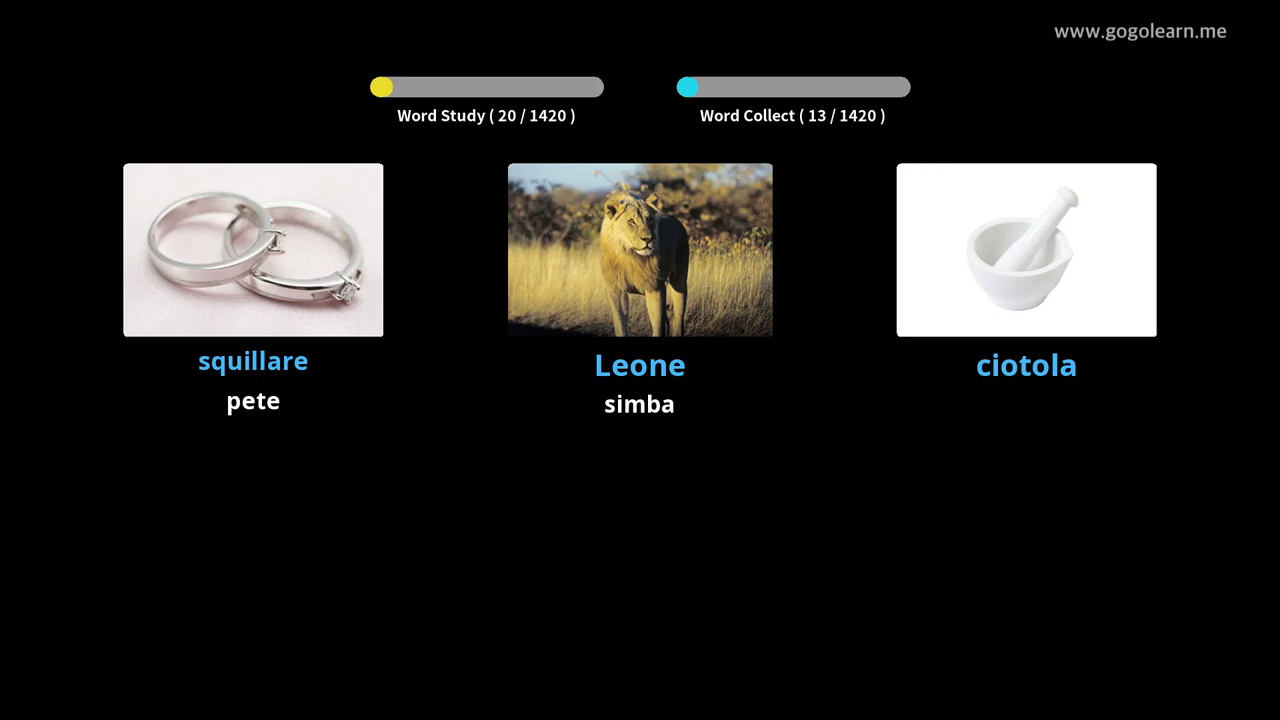 www.gogolearn.me
Word Study ( 20 / 1420 )
Word Collect ( 13 / 1420 )
squillare
Leone
ciotola
pete
simba